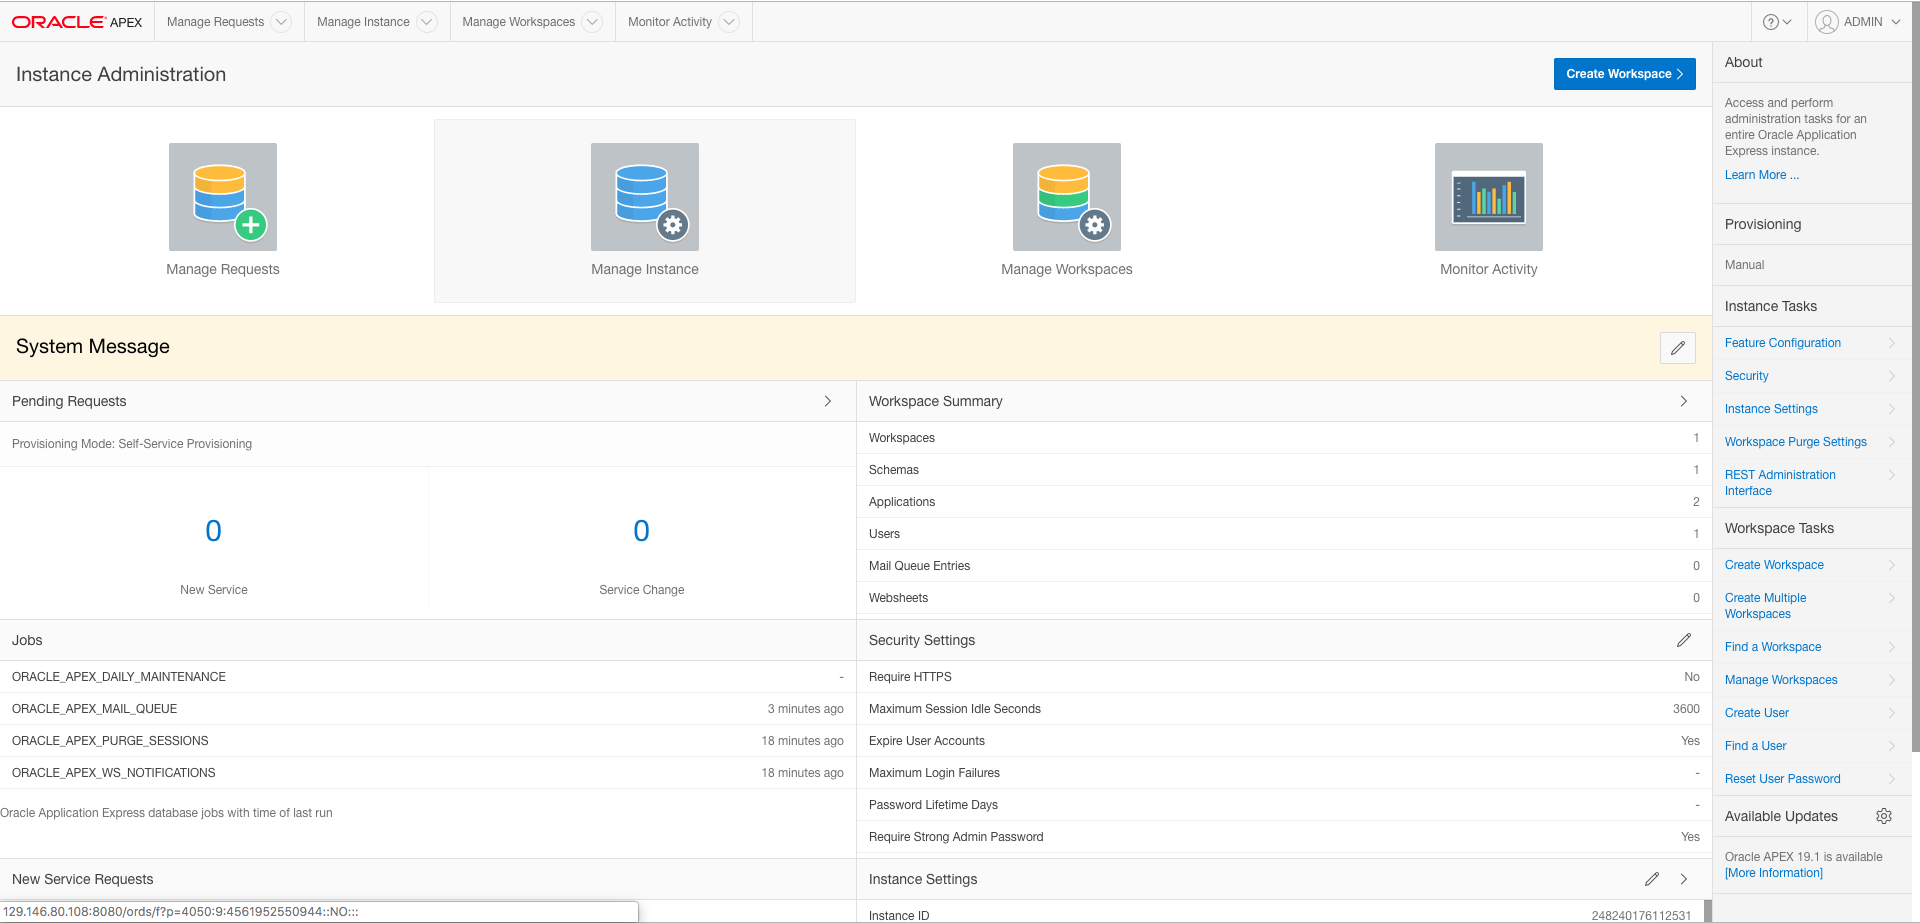 ORACLE APEX
Manage Requests
Manage Instance
Manage Workspaces
Monitor Activity
ADMIN
Instance Administration
Create Workspace
Manage Requests
Manage Instance
Manage Workspaces
Monitor Activity
System Message
Pending Requests
Provisioning Mode: Self-Service Provisioning
0
New Service
0
Service Change
Workspace Summary
Workspaces 1
Schemas 1
Applications 2
Users 1
Mail Queue Entries 0
Websheets 0
Jobs
ORACLE_APEX_DAILY_MAINTENANCE -
ORACLE_APEX_MAIL_QUEUE 3 minutes ago
ORACLE_APEX_PURGE_SESSIONS 18 minutes ago
ORACLE_APEX_WS_NOTIFICATIONS 18 minutes ago
Oracle Application Express database jobs with time of last run
Security Settings
Require HTTPS No
Maximum Session Idle Seconds 3600
Expire User Accounts Yes
Maximum Login Failures -
Password Lifetime Days -
Require Strong Admin Password Yes
New Service Requests
Instance Settings
Instance ID 248240176112531
129.146.80.108:8080/ords/f?p=4050:9:4561952550944::NO:::
About
Access and perform
administration tasks for an
entire Oracle Application
Express instance.
Learn More ...
Provisioning
Manual
Instance Tasks
Feature Configuration
Security
Instance Settings
Workspace Purge Settings
REST Administration
Interface
Workspace Tasks
Create Workspace
Create Multiple
Workspaces
Find a Workspace
Manage Workspaces
Create User
Find a User
Reset User Password
Available Updates
Oracle APEX 19.1 is available
[More Information]